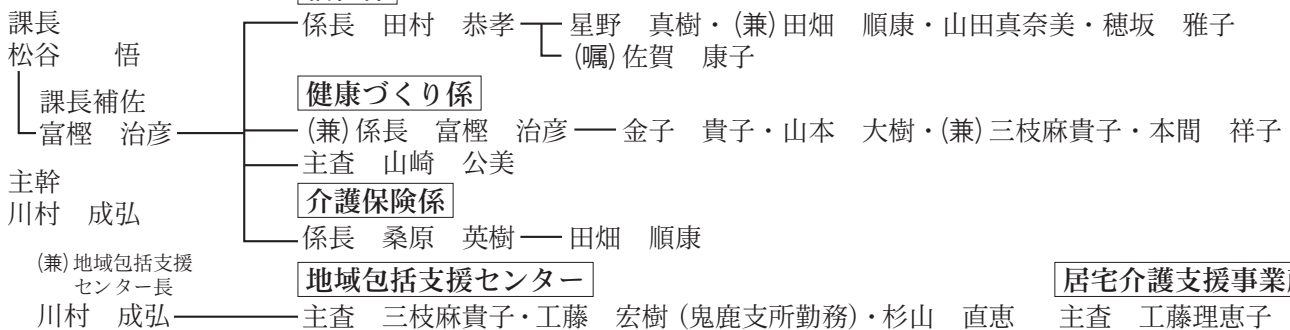 課長
松谷　　悟
係長　田村　恭孝　星野　真樹・(兼)田畑　順康・山田真奈美・穂坂　雅子
(嘱)佐賀　康子
課長補佐
富樫　治彦
健康づくり係
(兼)係長　富樫　治彦　金子　貴子・山本　大樹・(兼)三枝麻貴子・本間　祥子
主査　山崎　公美
主幹
川村　成弘
介護保険係
係長　桑原　英樹　田畑　順康
(兼)地域包括支援
センター長
川村　成弘
地域包括支援センター
主査　三枝麻貴子・工藤　宏樹(鬼鹿支所勤務)・杉山　直恵
居宅介護支援事業
主査　工藤理恵子